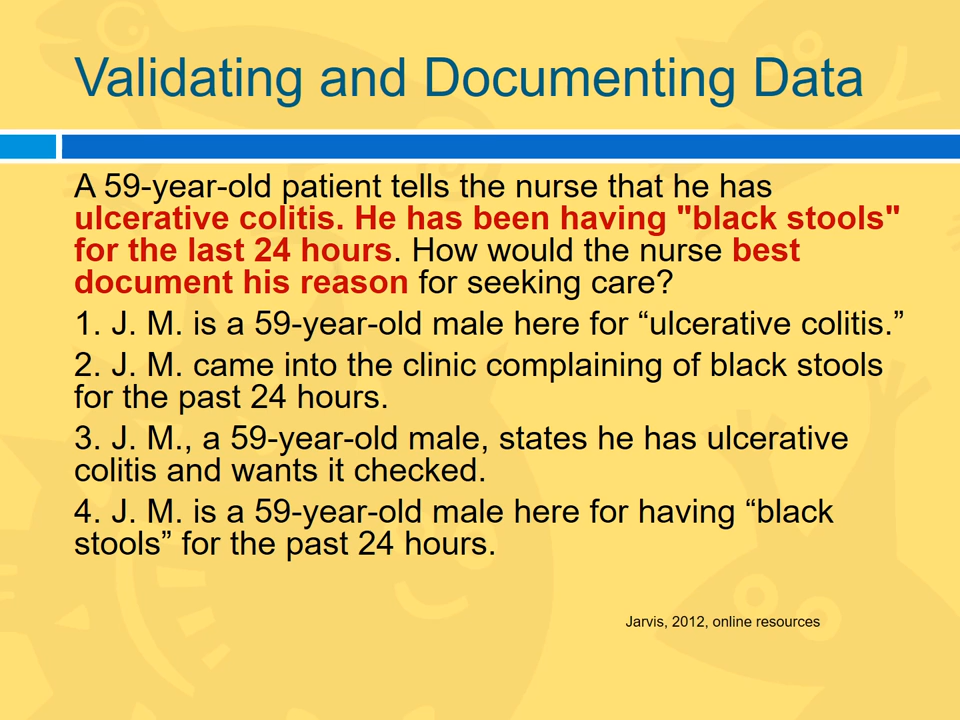 Validating and Documenting Data
A 59-year-old patient tells the nurse that he has
ulcerative colitis. He has been having "black stools"
for the last 24 hours. How would the nurse best
document his reason for seeking care?
1. J. M. is a 59-year-old male here for “ulcerative colitis.”
2. J. M. came into the clinic complaining of black stools
for the past 24 hours.
3. J. M., a 59-year-old male, states he has ulcerative
colitis and wants it checked.
4. J. M. is a 59-year-old male here for having “black
stools” for the past 24 hours.
Jarvis, 2012, online resources